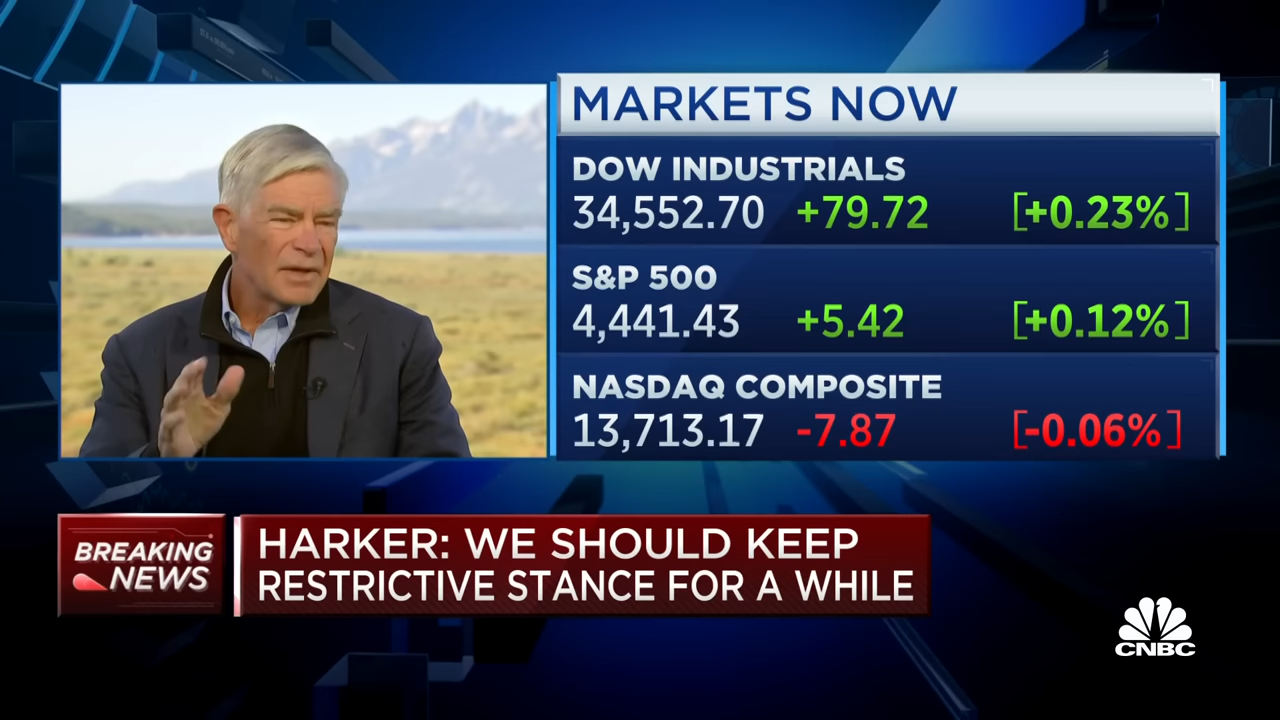 MARKETS NOW
DOW INDUSTRIALS
34,552.70 +79.72 [+0.23%]
S&P 500
4,441.43 +5.42 [+0.12%]
NASDAQ COMPOSITE
13,713.17 -7.87 [-0.06%]
BREAKING
NEWS
HARKER: WE SHOULD KEEP
RESTRICTIVE STANCE FOR A WHILE
CNBC